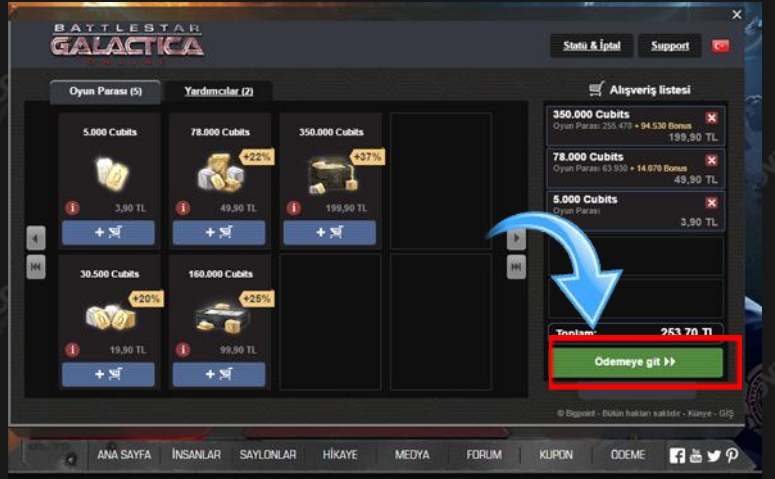 BATTLESTAR
GALACTICA
ONLINE
Statü & İptal
Support
Oyun Parası (5)
Yardımcılar (2)
Alışveriş listesi
5.000 Cubits
3,90 TL
78.000 Cubits
+22%
49,90 TL
350.000 Cubits
+37%
199,90 TL
30.500 Cubits
+20%
19,90 TL
160.000 Cubits
+25%
99,90 TL
350.000 Cubits
Oyun Parası 255.470 + 94.530 Bonus
199,90 TL
78.000 Cubits
Oyun Parası 63.930 + 14.070 Bonus
49,90 TL
5.000 Cubits
Oyun Parası
3,90 TL
Toplam: 253,70 TL
Ödemeye git
© Bigpoint - Bütün hakları saklıdır - Künye - GİŞ
ANA SAYFA İNSANLAR SAYLONLAR HİKAYE MEDYA FORUM KUPON ÖDEME